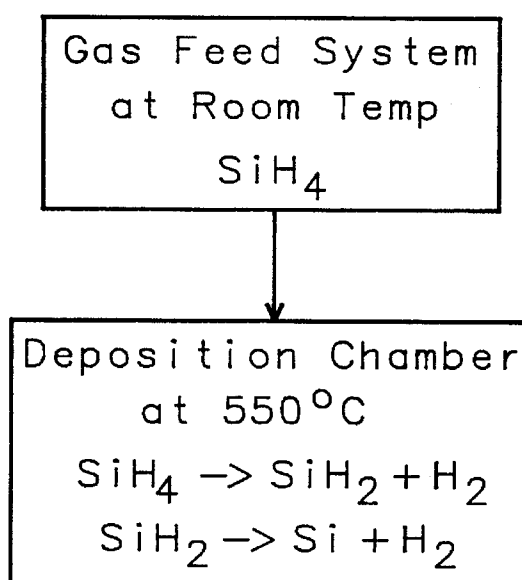 Gas Feed System
at Room Temp
SiH₄
Deposition Chamber
at 550°C
SiH₄ -> SiH₂ + H₂
SiH₂ -> Si + H₂